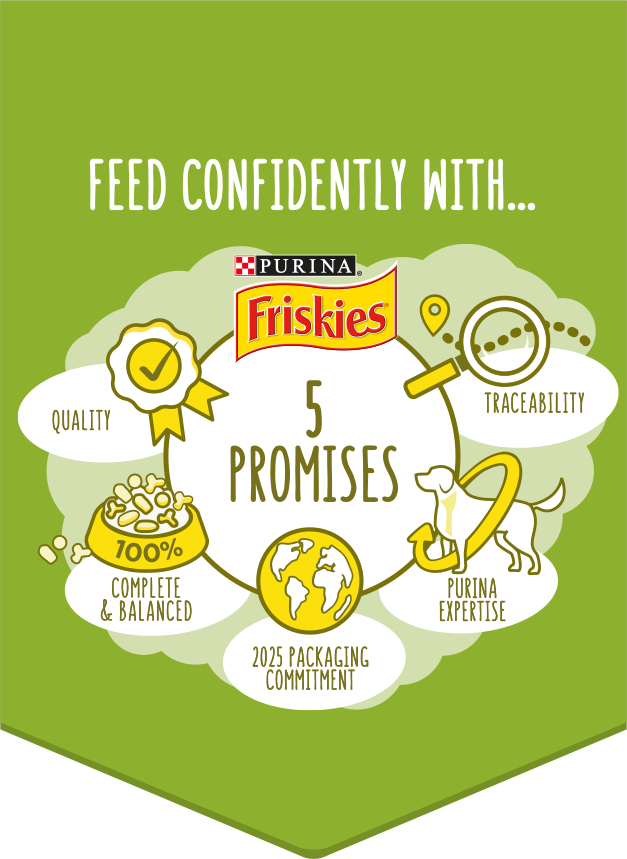 FEED CONFIDENTLY WITH...
PURINA®
Friskies
5
PROMISES
QUALITY
TRACEABILITY
100%
COMPLETE
& BALANCED
PURINA
EXPERTISE
2025 PACKAGING
COMMITMENT